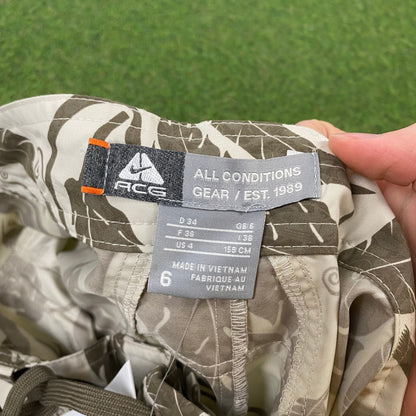 ACG
ALL CONDITIONS
GEAR / EST. 1989
D 34 GB 6
F 36 I 38
US 4 158 CM
6 MADE IN VIETNAM
FABRIQUE AU
VIETNAM